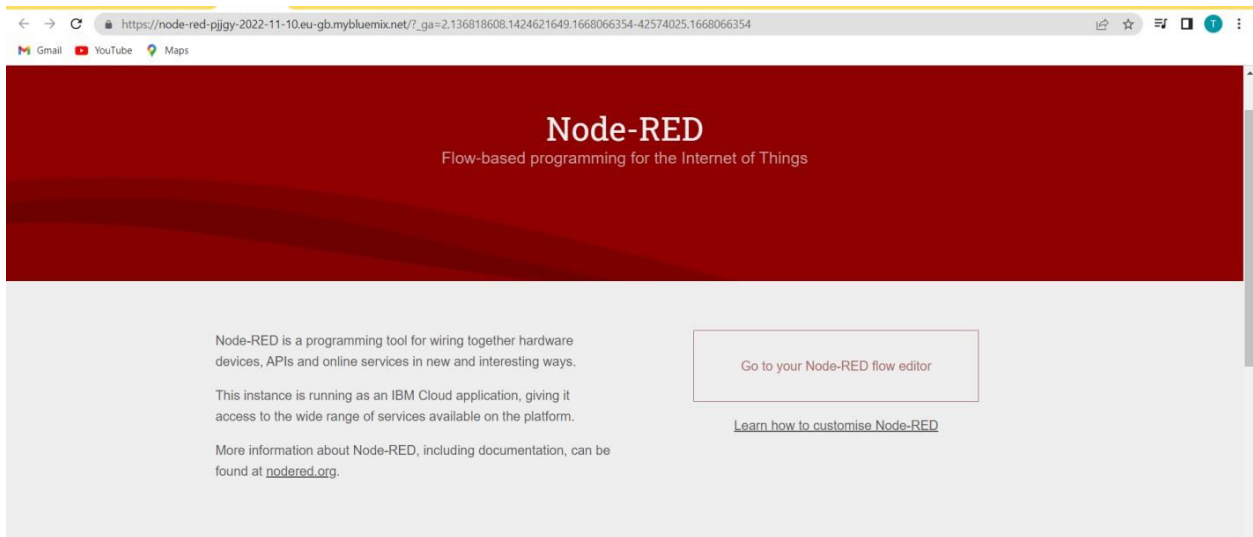 https://node-red-pjjgy-2022-11-10.eu-gb.mybluemix.net/?_ga=2.136818608.1424621649.1668066354-42574025.1668066354
T
Gmail YouTube Maps
Node-RED
Flow-based programming for the Internet of Things
Node-RED is a programming tool for wiring together hardware
devices, APIs and online services in new and interesting ways.
This instance is running as an IBM Cloud application, giving it
access to the wide range of services available on the platform.
More information about Node-RED, including documentation, can be
found at nodered.org.
Go to your Node-RED flow editor
Learn how to customise Node-RED